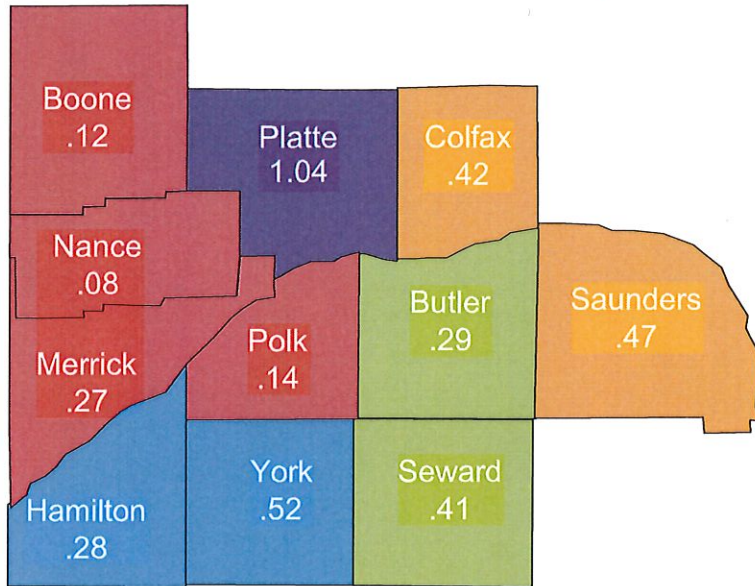 Boone
.12
Platte
1.04
Colfax
.42
Nance
.08
Merrick
.27
Polk
.14
Butler
.29
Saunders
.47
Hamilton
.28
York
.52
Seward
.41